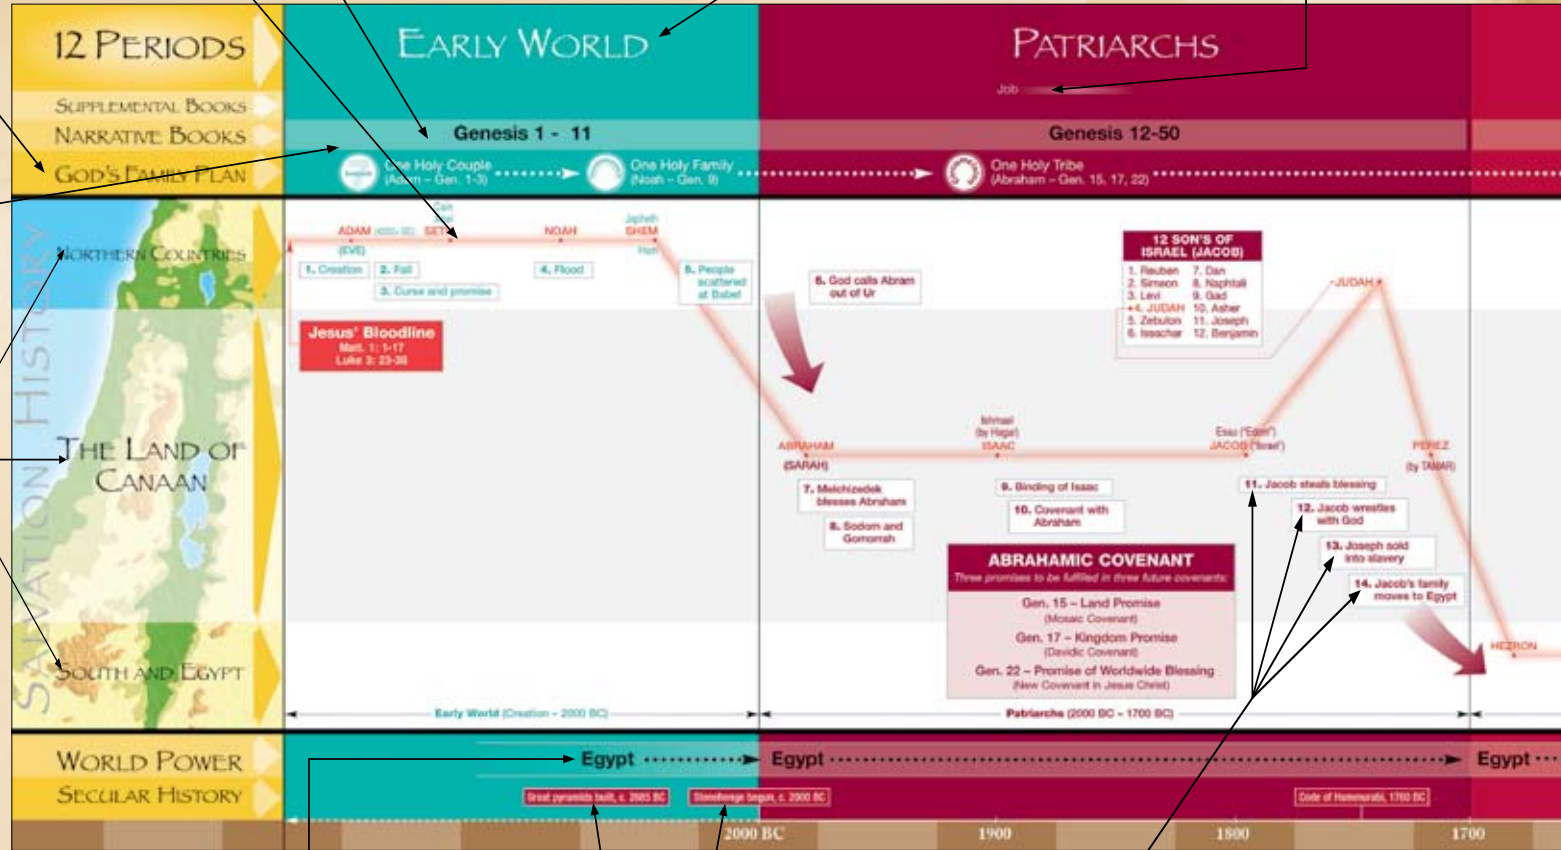 12 PERIODS
EARLY WORLD
PATRIARCHS
SUPPLEMENTAL BOOKS
Job
NARRATIVE BOOKS
Genesis 1 - 11
Genesis 12-50
GOD'S FAMILY PLAN
One Holy Couple
(Adam – Gen. 1-3)
One Holy Family
(Noah – Gen. 9)
One Holy Tribe
(Abraham – Gen. 15, 17, 22)
SALVATION HISTORY
NORTHERN COUNTRIES
THE LAND OF
CANAAN
SOUTH AND EGYPT
ADAM
(EVE)
Cain
SETH
NOAH
Japheth
SHEM
Ham
1. Creation
2. Fall
3. Curse and promise
4. Flood
5. People
scattered
at Babel
Jesus' Bloodline
Matt. 1: 1-17
Luke 3: 23-38
6. God calls Abram
out of Ur
12 SON'S OF
ISRAEL (JACOB)
1. Reuben 7. Dan
2. Simeon 8. Naphtali
3. Levi 9. Gad
4. JUDAH 10. Asher
5. Zebulon 11. Joseph
6. Issachar 12. Benjamin
JUDAH
ABRAHAM
(SARAH)
Ishmael
(by Hagar)
ISAAC
Esau ("Edom")
JACOB ("Israel")
PEREZ
(by TAMAR)
HEZRON
7. Melchizedek
blesses Abraham
8. Sodom and
Gomorrah
9. Binding of Isaac
10. Covenant with
Abraham
11. Jacob steals blessing
12. Jacob wrestles
with God
13. Joseph sold
into slavery
14. Jacob's family
moves to Egypt
ABRAHAMIC COVENANT
Three promises to be fulfilled in three future covenants:
Gen. 15 – Land Promise
(Mosaic Covenant)
Gen. 17 – Kingdom Promise
(Davidic Covenant)
Gen. 22 – Promise of Worldwide Blessing
(New Covenant in Jesus Christ)
Early World (Creation – 2000 BC)
Patriarchs (2000 BC – 1700 BC)
WORLD POWER
Egypt
Egypt
Egypt
SECULAR HISTORY
Great pyramids built, c.
Stonehenge begun, c. 2000 BC
Code of Hammurabi, 1760 BC
2000 BC
1900
1800
1700